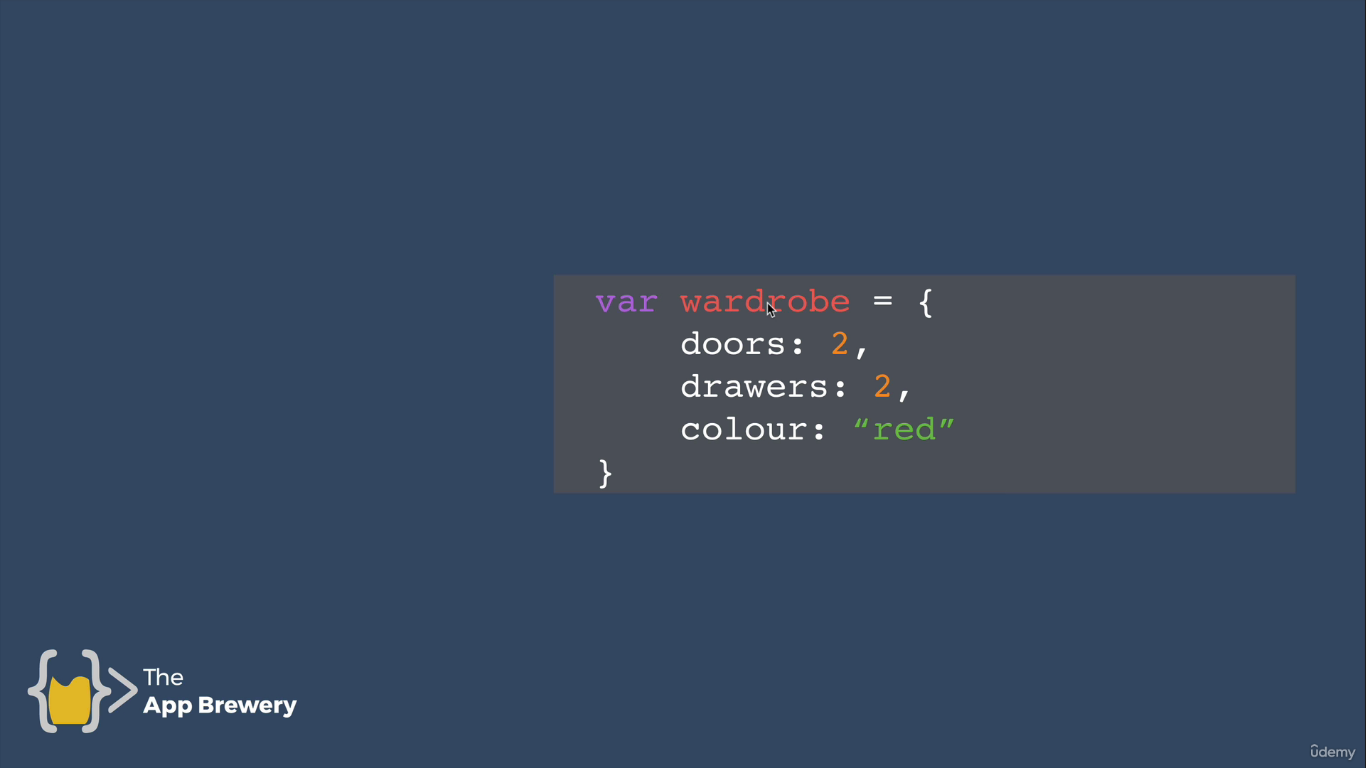 var wardrobe = {
    doors: 2,
    drawers: 2,
    colour: “red”
}
The
App Brewery
ûdemy